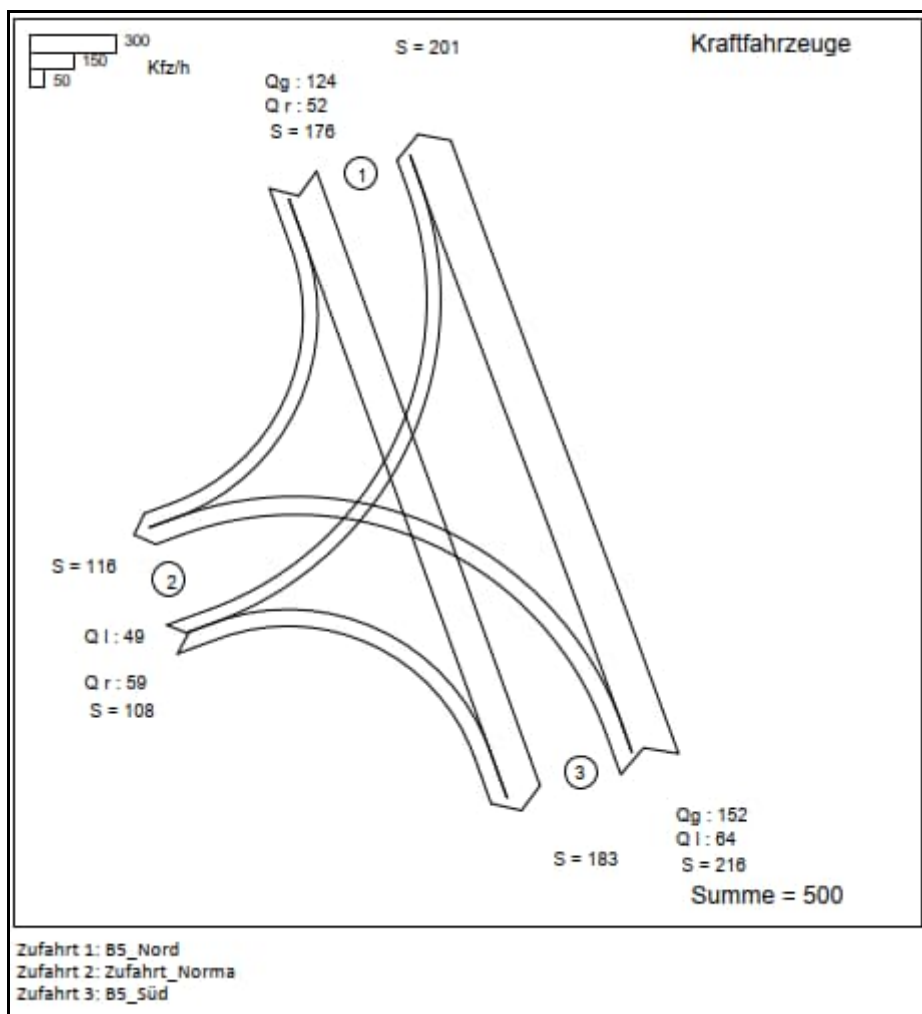 300
150
50
Kfz/h
S = 201
Kraftfahrzeuge
Qg : 124
Q r : 52
S = 176
1
S = 116
2
Q l : 49
Q r : 59
S = 108
3
Qg : 152
Q l : 64
S = 183
S = 216
Summe = 500
Zufahrt 1: B5_Nord
Zufahrt 2: Zufahrt_Norma
Zufahrt 3: B5_Süd